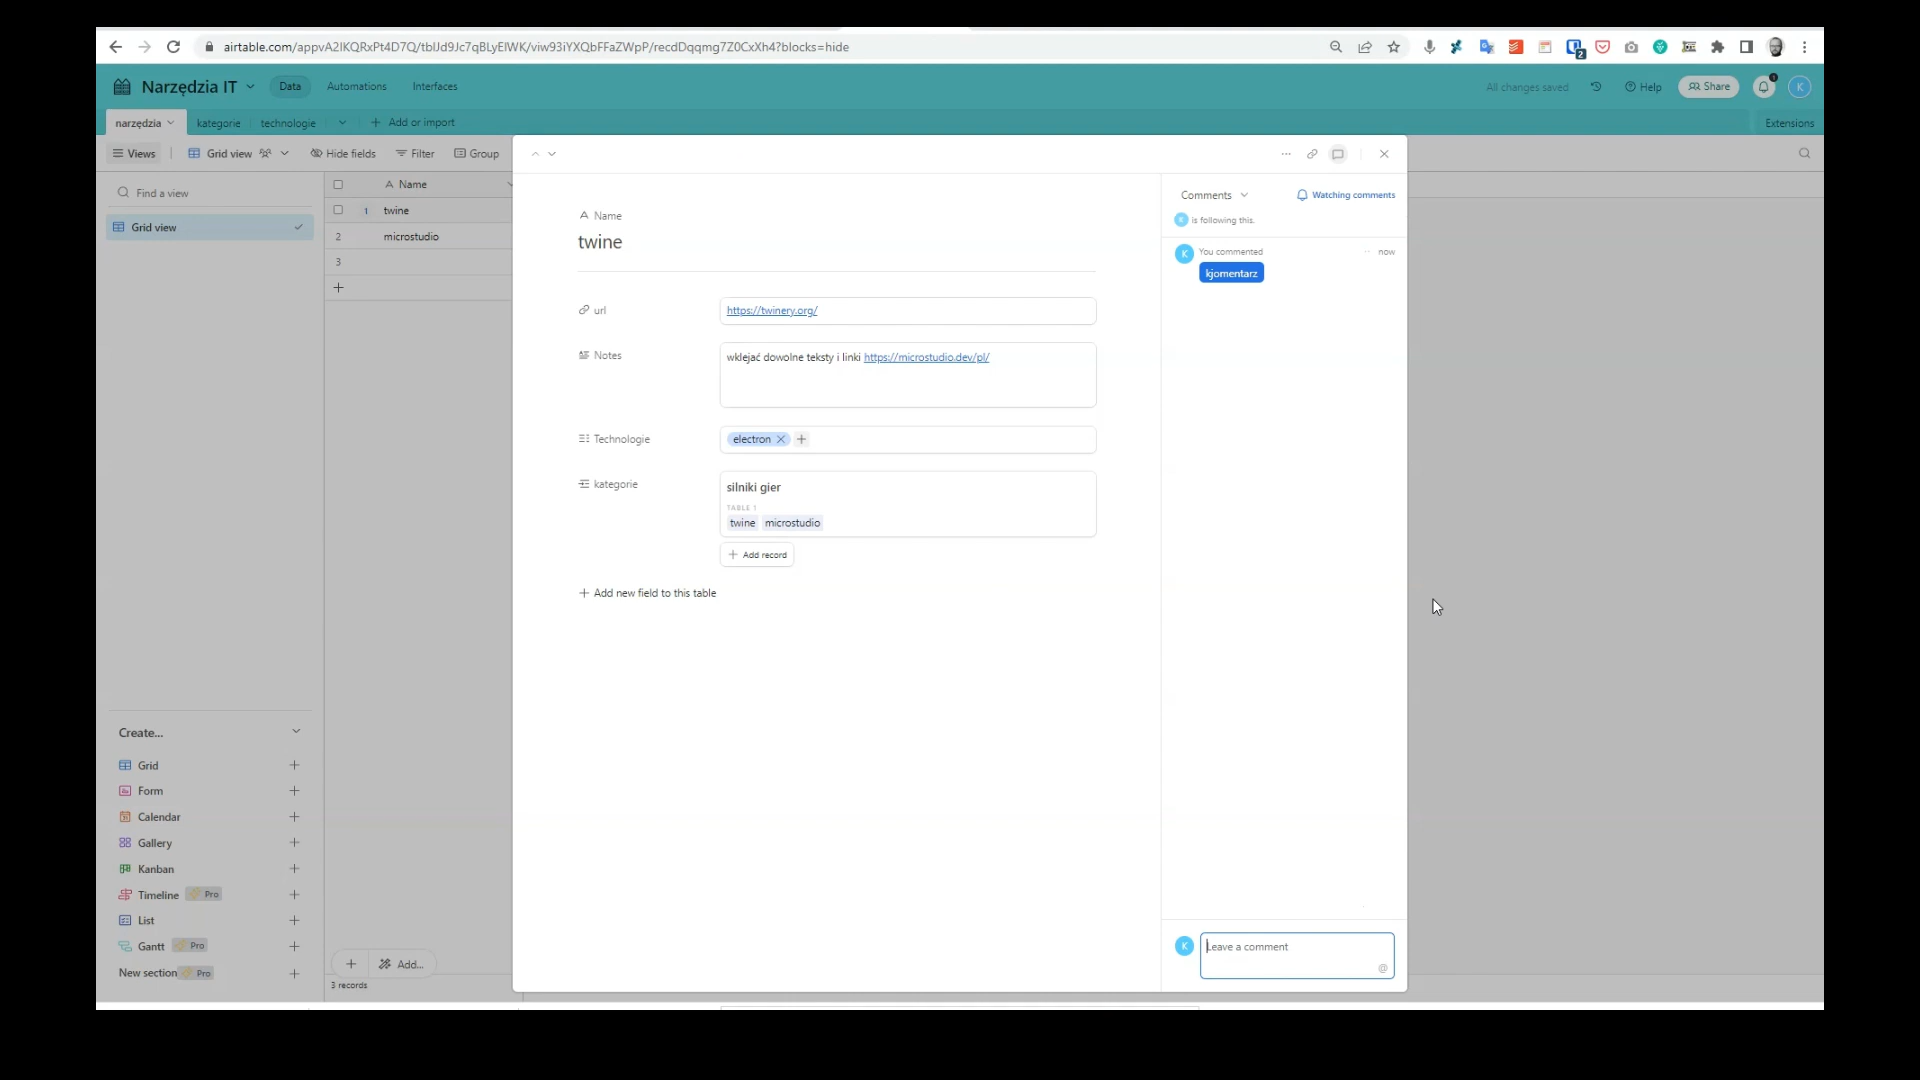 airtable.com/appvA2IKQRxPt4D7Q/tblJd9Jc7qBLyEIWK/viw93iYXQbFFaZWpP/recdDqqmg7Z0CxXh4?blocks=hide
2
Narzędzia IT
Data
Automations
Interfaces
All changes saved
Help
Share
1
K
narzędzia
kategorie
technologie
Add or import
Extensions
Views
Grid view
Hide fields
Filter
Group
Find a view
Grid view
Name
1 twine
2 microstudio
3
Name
twine
url
https://twinery.org/
Notes
wklejać dowolne teksty i linki https://microstudio.dev/pl/
Technologie
electron
kategorie
silniki gier
TABLE 1
twine microstudio
Add record
Add new field to this table
Comments
Watching comments
K is following this.
K You commented
now
kjomentarz
K Leave a comment
@
Create...
Grid
Form
Calendar
Gallery
Kanban
Timeline Pro
List
Gantt Pro
New section Pro
Add...
3 records